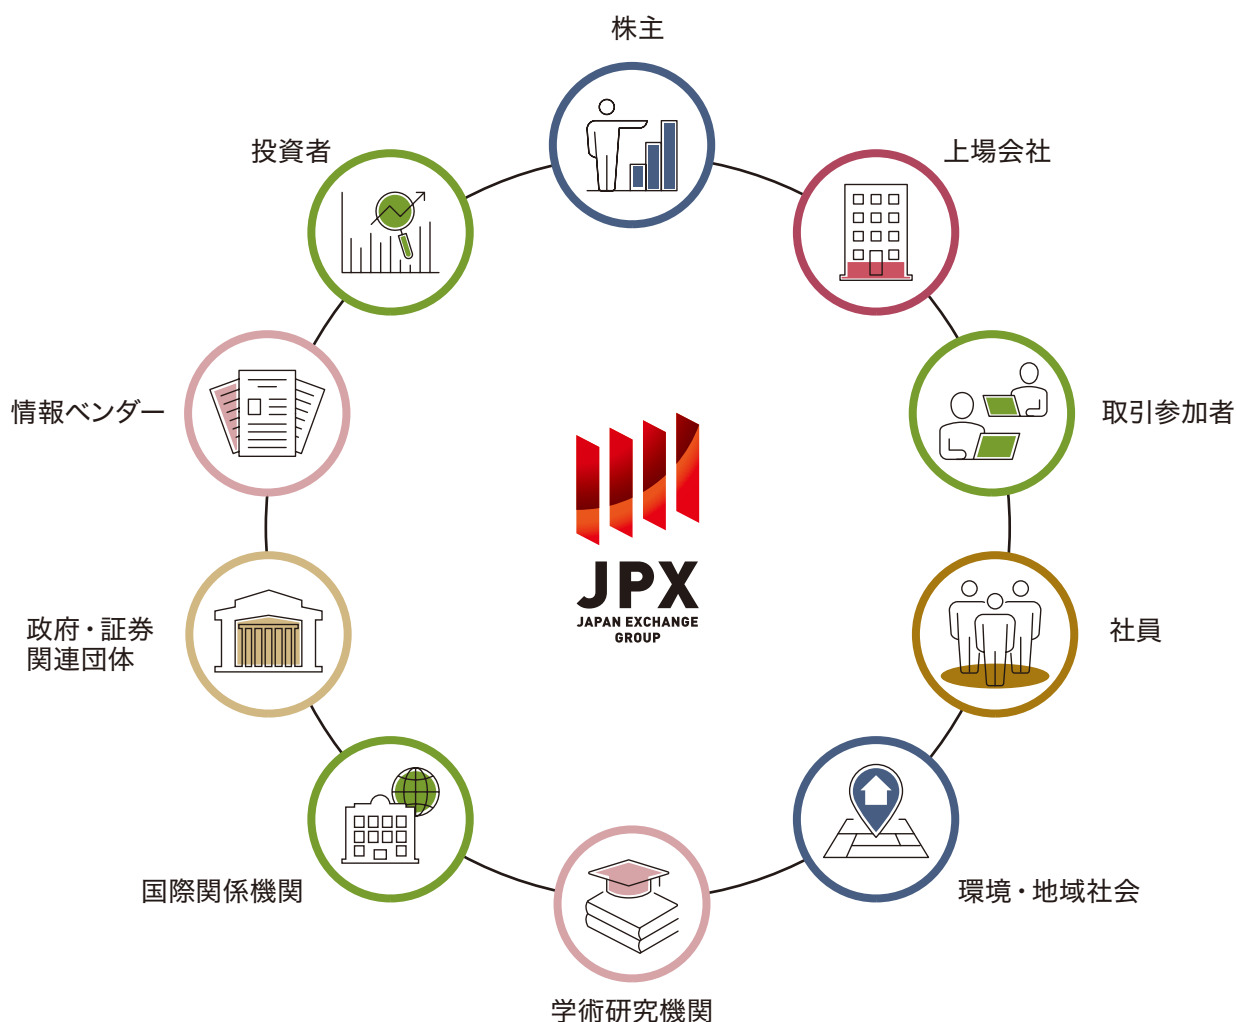 株主
投資者
上場会社
情報ベンダー
取引参加者
JPX
JAPAN EXCHANGE
GROUP
政府・証券
関連団体
社員
国際関係機関
環境・地域社会
学術研究機関